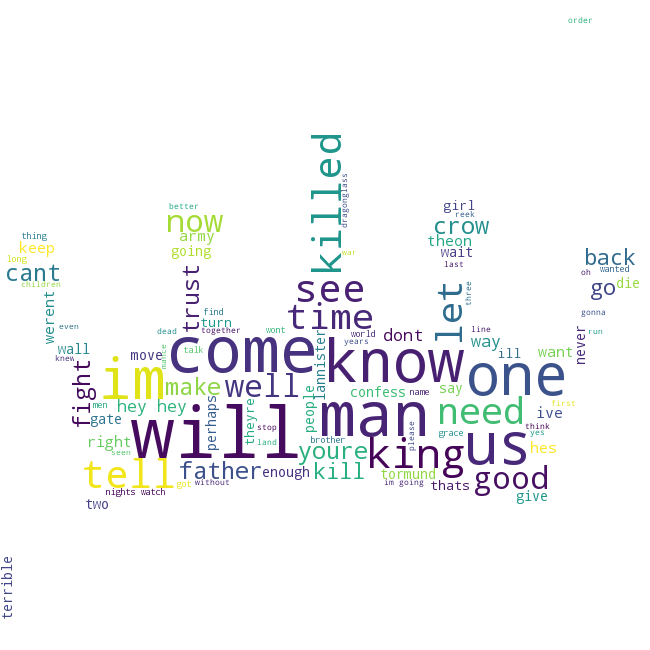 order
killed
dragonglass
better
now
army
going
girl
reek
crow
theon
wait
last
thing
keep
long
cant
children
war
back
oh
wanted
go
die
see
trust
let
three
time
werent
find
turn
together
gonna
never
run
even
dead
wont
world
years
dont
line
way
wall
knew
move
mance
talk
come
know
lannister
ill
want
one
im
make
well
confess
name
say
fight
men
hey hey
gate
perhaps
theyre
people
man
need
ive
will
stop
land
brother
please
grace
think
yes
right
seen
youre
king
us
hes
tell
got
father
without
enough
kill
tormund
im going
thats
good
give
first
nights watch
two
terrible